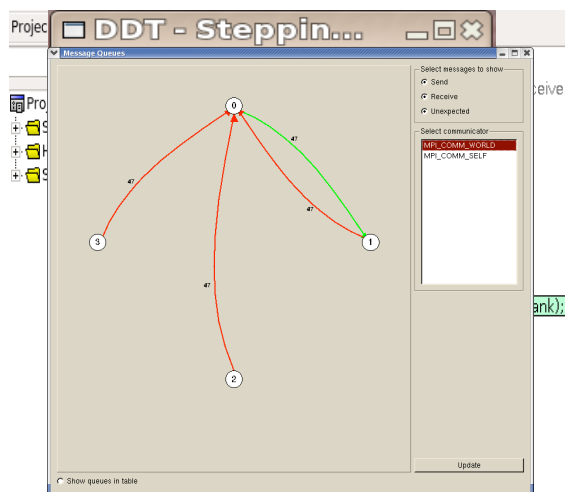 Projec
DDT - Steppin...
Message Queues
Select messages to show
Send
Receive
Unexpected
Select communicator
MPI_COMM_WORLD
MPI_COMM_SELF
0
47
47
47
47
3
1
2
Update
Show queues in table
Proj
S
H
S
ceive
ank);